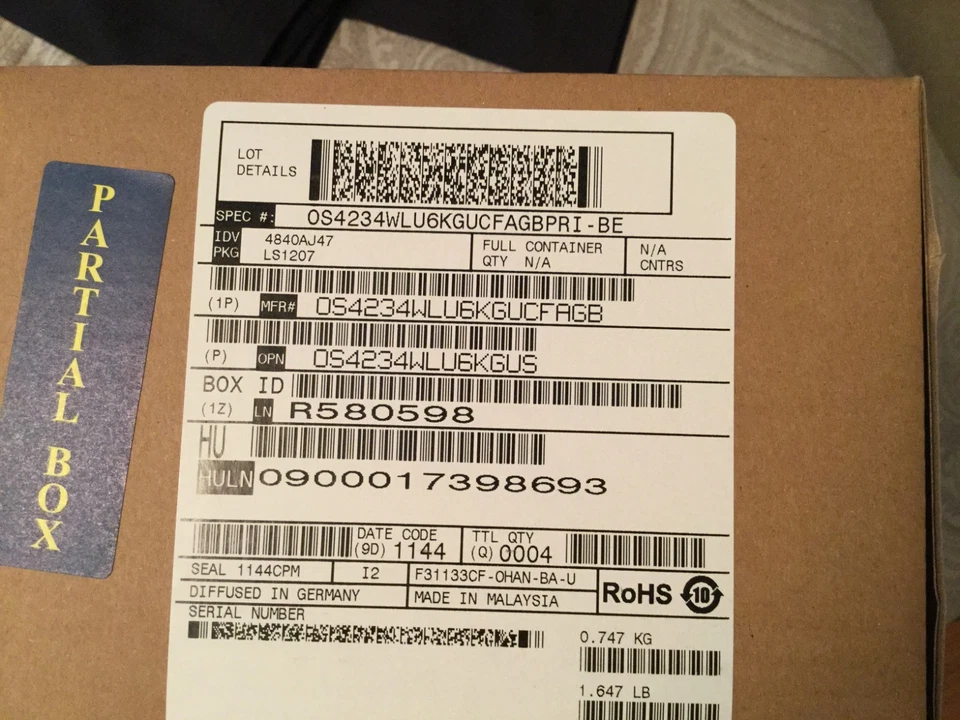 PARTIAL BOX
LOT
DETAILS
SPEC #: OS4234WLU6KGUCFAGBPRI-BE
IDV 4840AJ47
PKG LS1207
FULL CONTAINER
QTY N/A
N/A
CNTRS
(1P) MFR# OS4234WLU6KGUCFAGB
(P) OPN OS4234WLU6KGUS
BOX ID
(1Z) LN R580598
HU
HULN 0900017398693
DATE CODE
(9D) 1144
TTL QTY
(Q) 0004
SEAL 1144CPM I2 F31133CF-OHAN-BA-U
DIFFUSED IN GERMANY MADE IN MALAYSIA
RoHS 10
SERIAL NUMBER
0.747 KG
1.647 LB